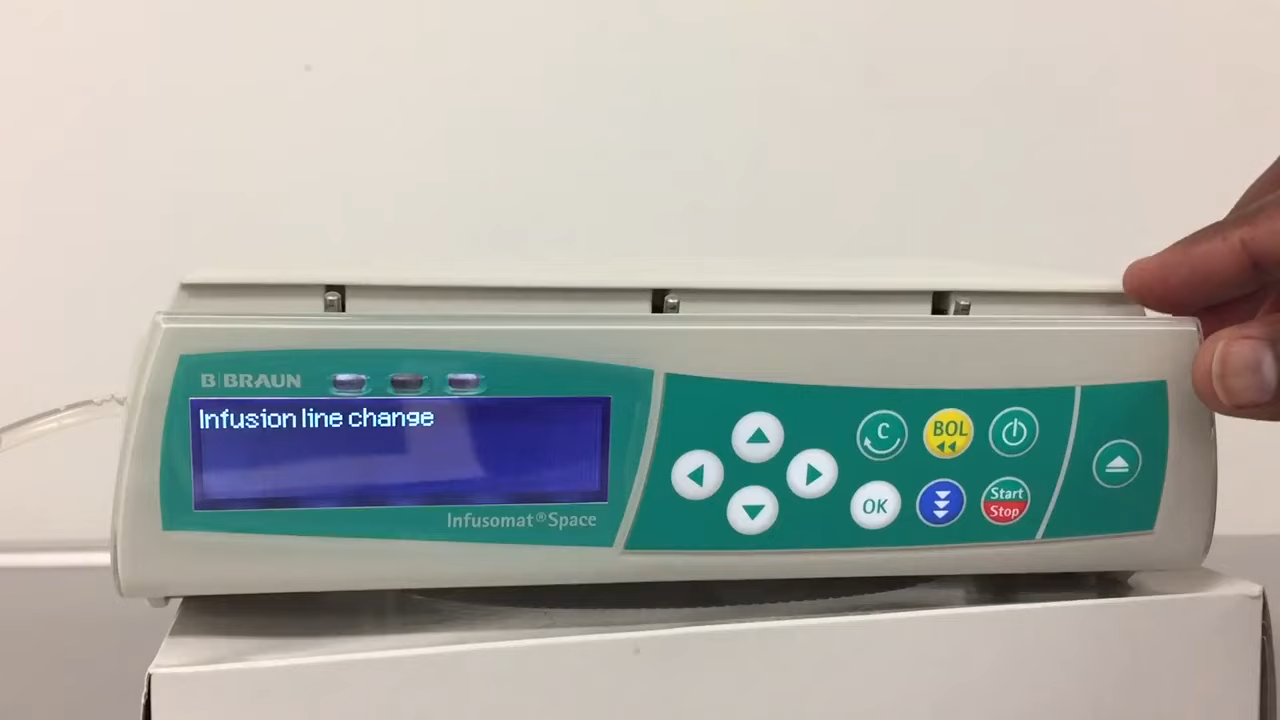 B|BRAUN
Infusion line change
Infusomat®Space
C
BOL
OK
Start
Stop